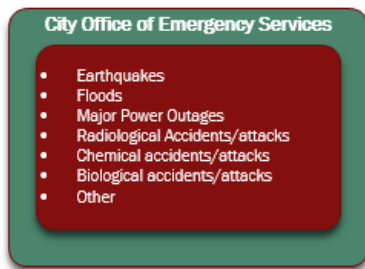 City Office of Emergency Services
• Earthquakes
• Floods
• Major Power Outages
• Radiological Accidents/attacks
• Chemical accidents/attacks
• Biological accidents/attacks
• Other